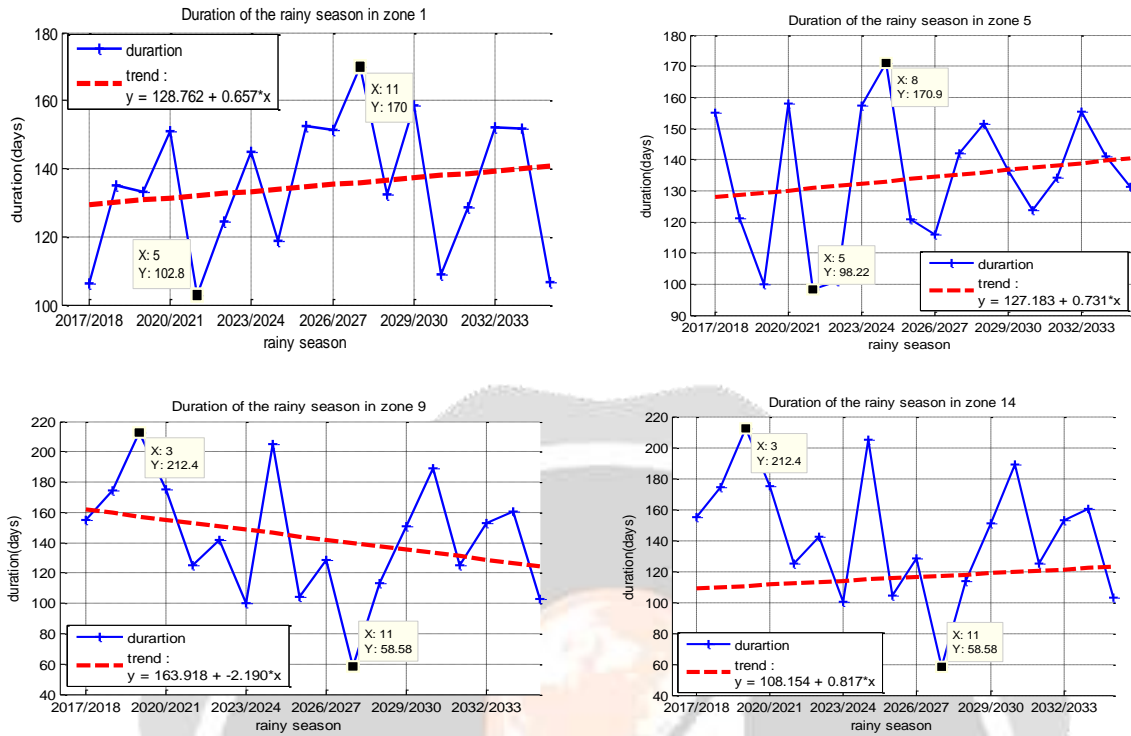 Duration of the rainy season in zone 1
180
160
140
120
100
duration(days)
durartion
trend :
y = 128.762 + 0.657*x
X: 11
Y: 170
X: 5
Y: 102.8
2017/2018 2020/2021 2023/2024 2026/2027 2029/2030 2032/2033
rainy season
Duration of the rainy season in zone 5
180
170
160
150
140
130
120
110
100
90
duration(days)
X: 8
Y: 170.9
X: 5
Y: 98.22
durartion
trend :
y = 127.183 + 0.731*x
2017/2018 2020/2021 2023/2024 2026/2027 2029/2030 2032/2033
rainy season
Duration of the rainy season in zone 9
220
200
180
160
140
120
100
80
60
40
duration(days)
X: 3
Y: 212.4
X: 11
Y: 58.58
durartion
trend :
y = 163.918 + -2.190*x
2017/2018 2020/2021 2023/2024 2026/2027 2029/2030 2032/2033
rainy season
Duration of the rainy season in zone 14
220
200
180
160
140
120
100
80
60
40
duration(days)
X: 3
Y: 212.4
X: 11
Y: 58.58
durartion
trend :
y = 108.154 + 0.817*x
2017/2018 2020/2021 2023/2024 2026/2027 2029/2030 2032/2033
rainy season